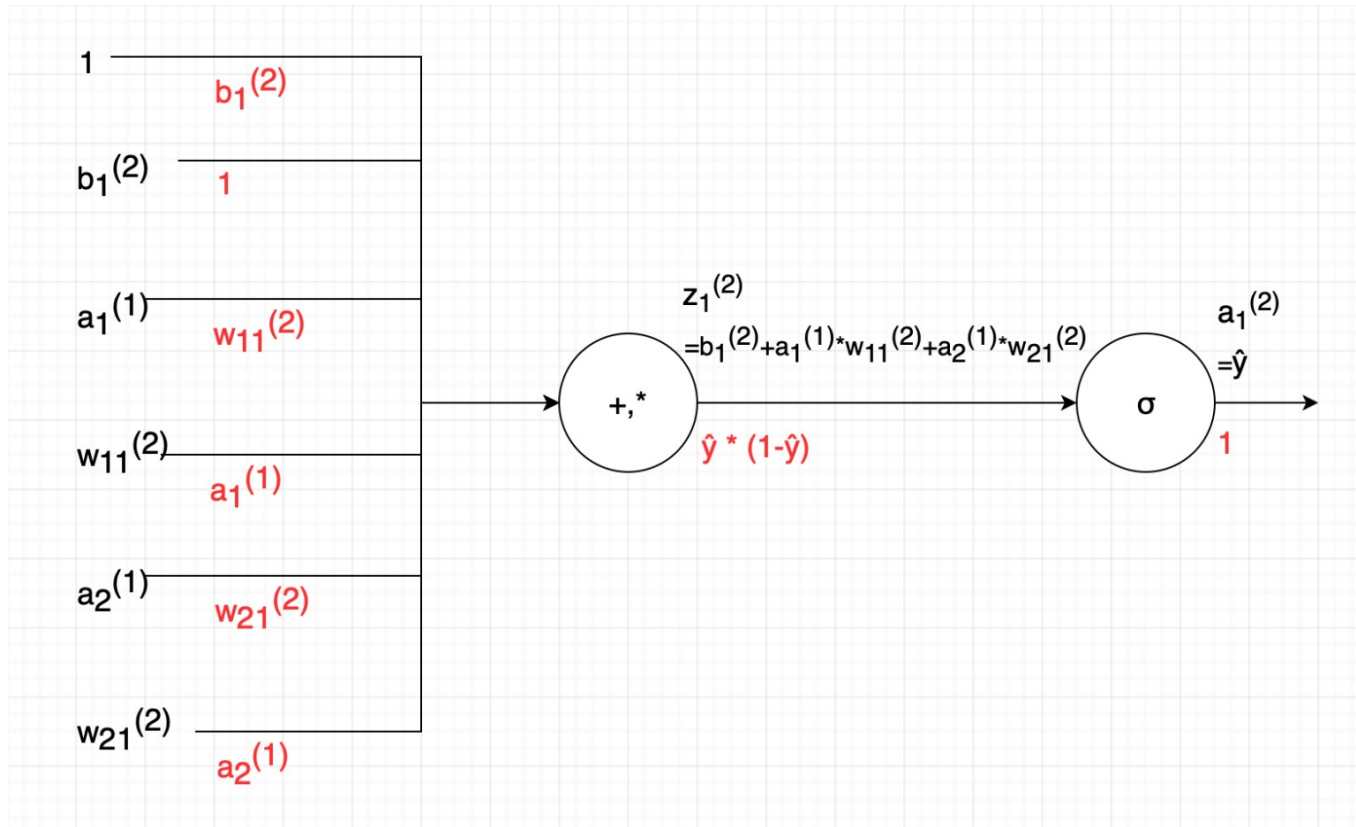 1
b₁⁽²⁾
b₁⁽²⁾
1
a₁⁽¹⁾
w₁₁⁽²⁾
w₁₁⁽²⁾
a₁⁽¹⁾
a₂⁽¹⁾
w₂₁⁽²⁾
w₂₁⁽²⁾
a₂⁽¹⁾
+,*
z₁⁽²⁾
=b₁⁽²⁾+a₁⁽¹⁾*w₁₁⁽²⁾+a₂⁽¹⁾*w₂₁⁽²⁾
ŷ * (1-ŷ)
σ
a₁⁽²⁾
=ŷ
1